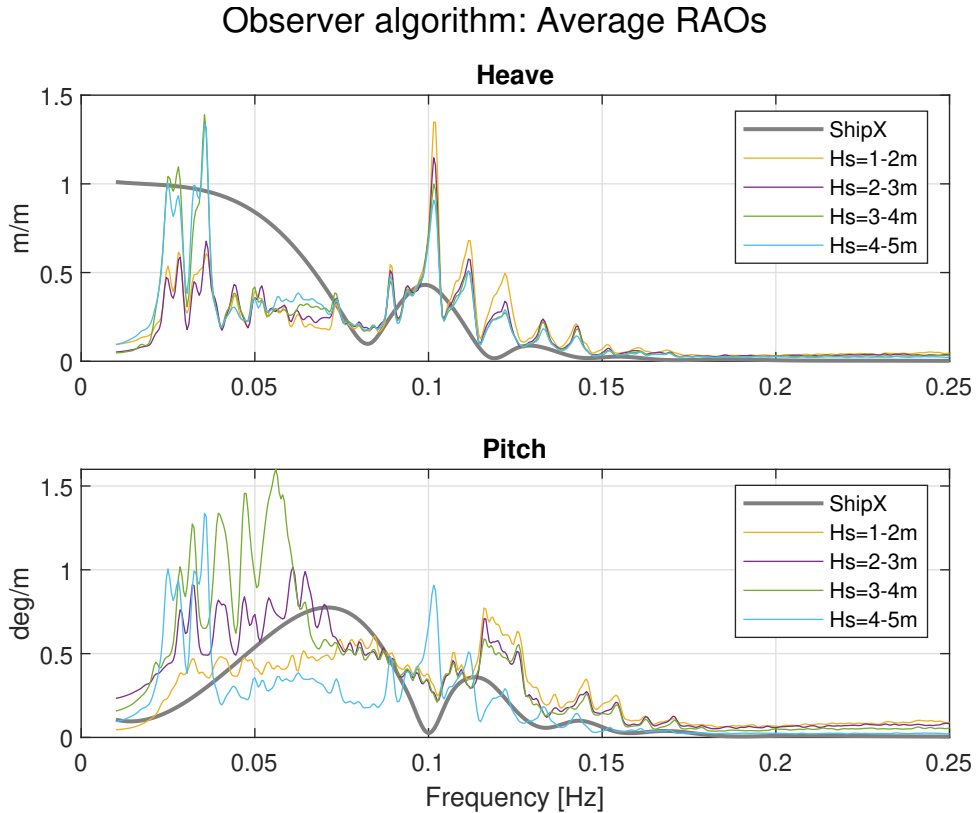 Observer algorithm: Average RAOs
Heave
1.5
1
0.5
0
m/m
ShipX
Hs=1-2m
Hs=2-3m
Hs=3-4m
Hs=4-5m
0 0.05 0.1 0.15 0.2 0.25
Pitch
1.5
1
0.5
0
deg/m
ShipX
Hs=1-2m
Hs=2-3m
Hs=3-4m
Hs=4-5m
0 0.05 0.1 0.15 0.2 0.25
Frequency [Hz]